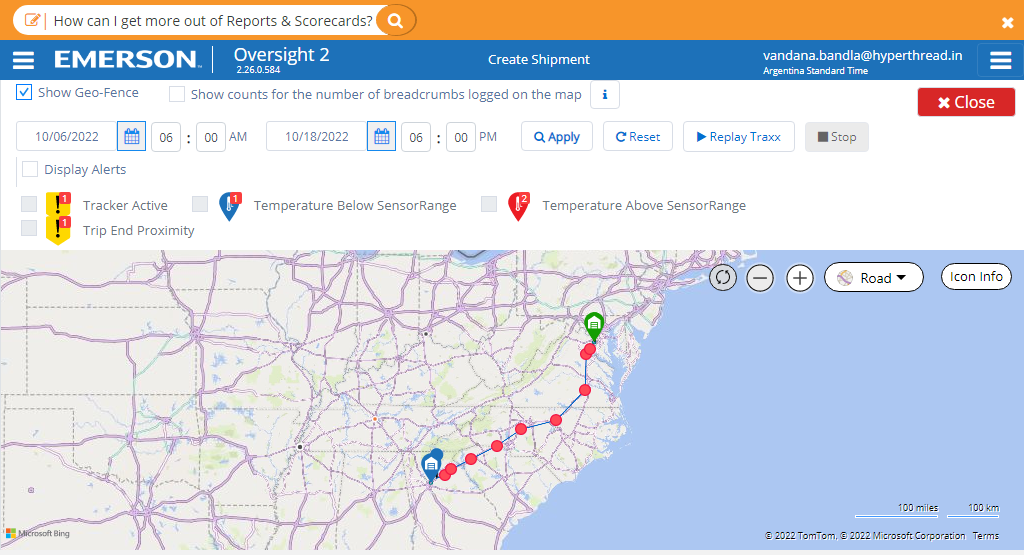 How can I get more out of Reports & Scorecards?
EMERSON Oversight 2
2.26.0.584
Create Shipment
vandana.bandla@hyperthread.in
Argentina Standard Time
Show Geo-Fence
Show counts for the number of breadcrumbs logged on the map
i
Close
10/06/2022 06 : 00 AM 10/18/2022 06 : 00 PM Apply Reset Replay Traxx Stop
Display Alerts
1 Tracker Active 1 Temperature Below SensorRange 2 Temperature Above SensorRange
1 Trip End Proximity
Road Icon Info
100 miles 100 km
Microsoft Bing
© 2022 TomTom, © 2022 Microsoft Corporation Terms